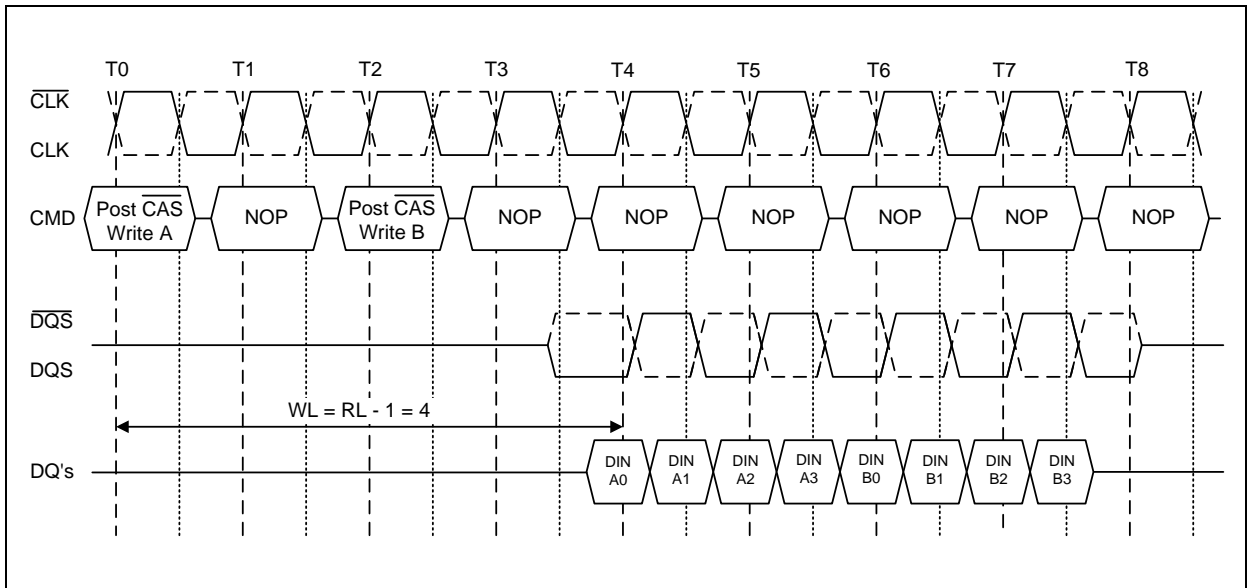 T0 T1 T2 T3 T4 T5 T6 T7 T8
CLK
CLK
CMD
Post CAS
Write A
NOP
Post CAS
Write B
NOP
NOP
NOP
NOP
NOP
NOP
DQS
DQS
WL = RL - 1 = 4
DQ's
DIN
A0
DIN
A1
DIN
A2
DIN
A3
DIN
B0
DIN
B1
DIN
B2
DIN
B3